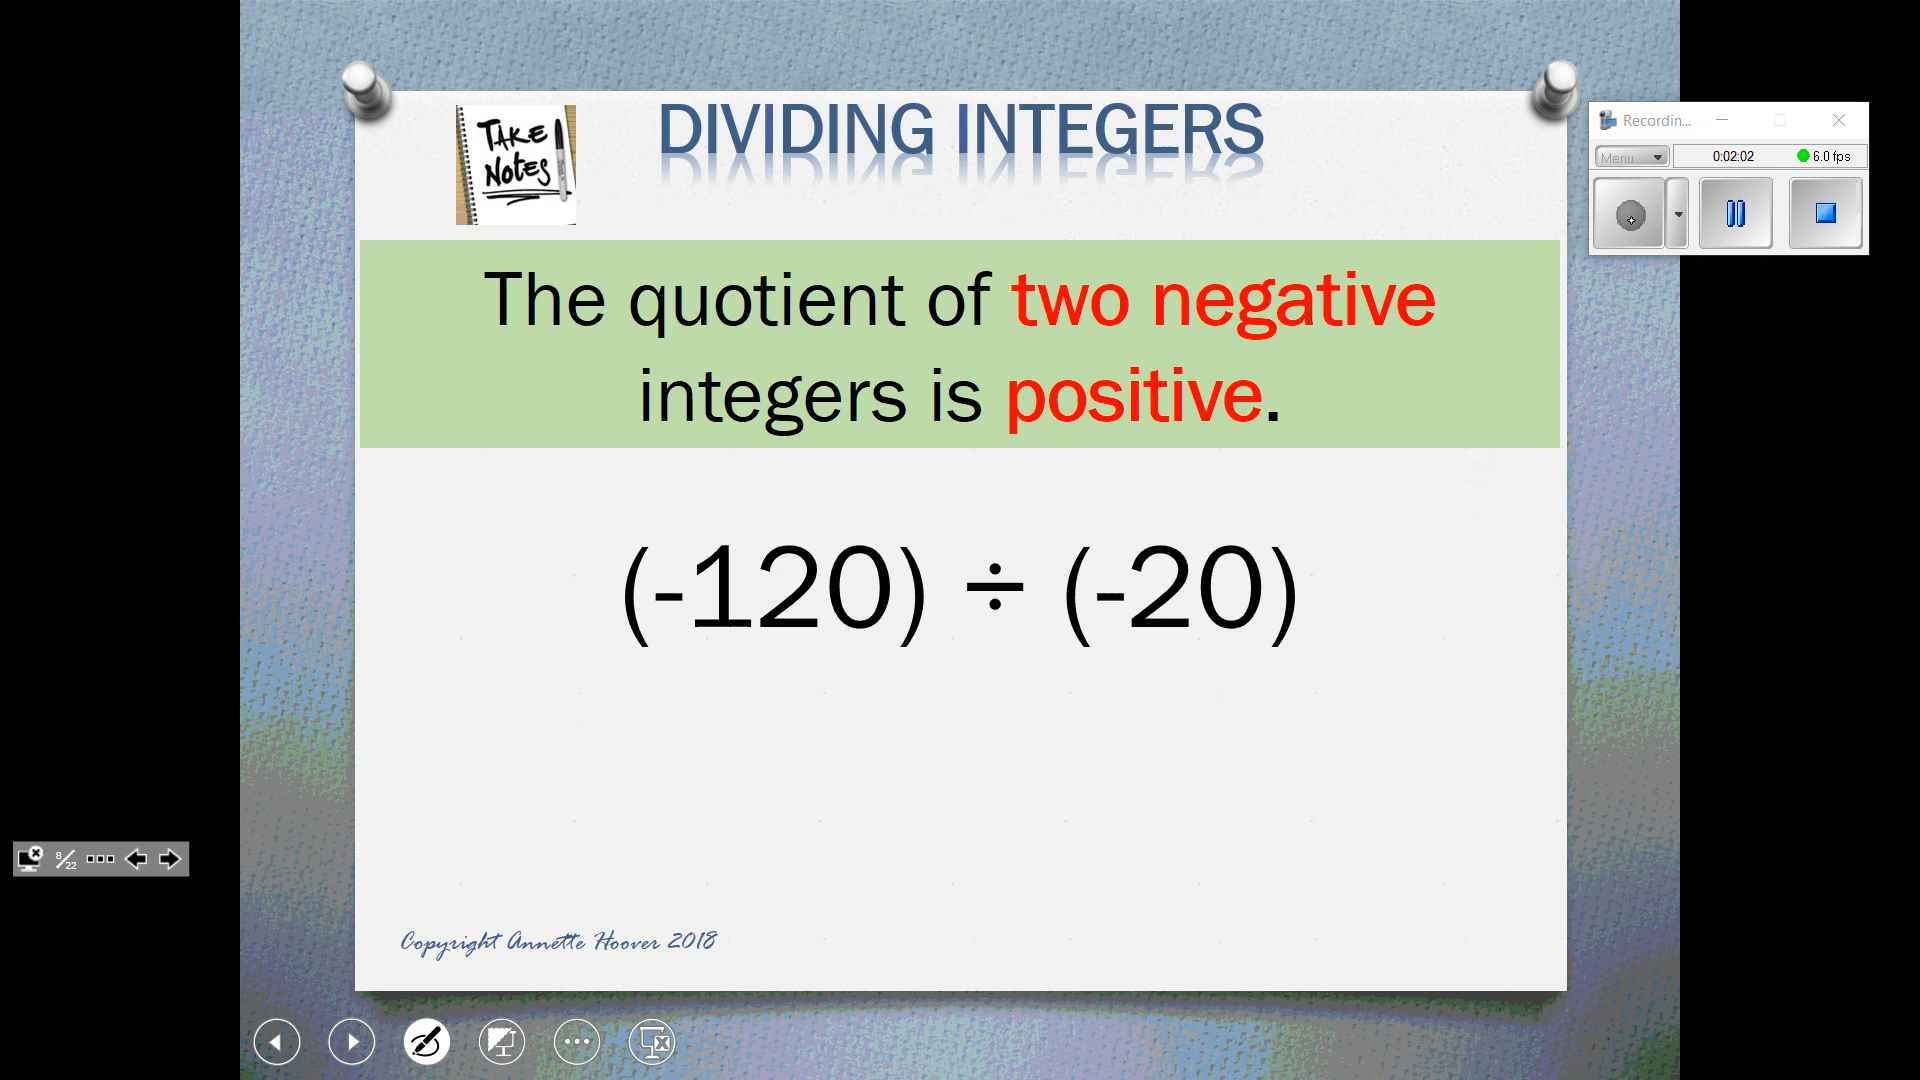 TAKE
NOTES
DIVIDING INTEGERS
The quotient of two negative
integers is positive.
(-120) ÷ (-20)
Copyright Annette Hoover 2018
Recordin...
Menu
0:02:02
6.0 fps
8/22